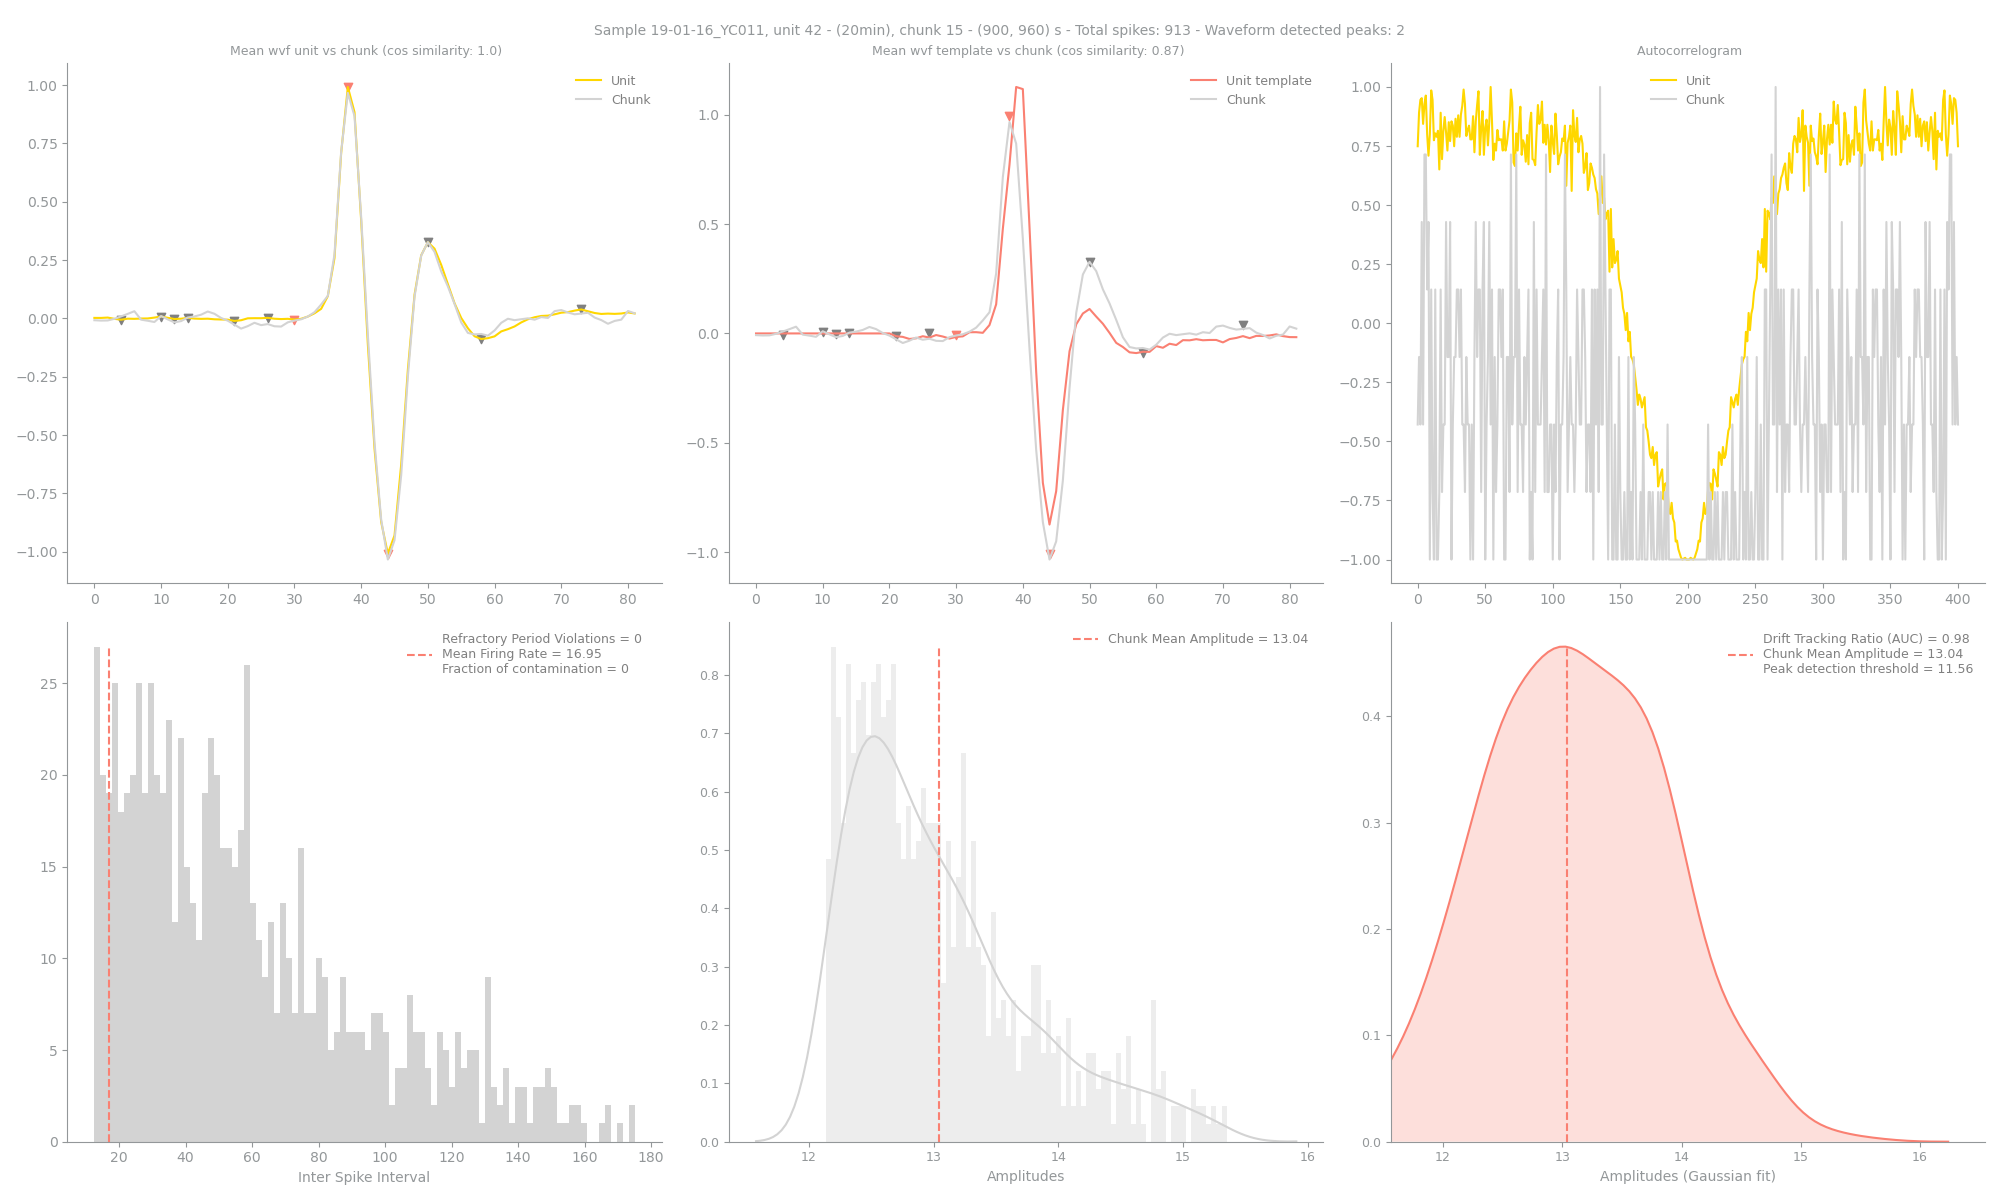 Sample 19-01-16_YC011, unit 42 - (20min), chunk 15 - (900, 960) s - Total spikes: 913 - Waveform detected peaks: 2
Mean wvf unit vs chunk (cos similarity: 1.0)
Unit
Chunk
1.00
0.75
0.50
0.25
0.00
−0.25
−0.50
−0.75
−1.00
0 10 20 30 40 50 60 70 80
Mean wvf template vs chunk (cos similarity: 0.87)
Unit template
Chunk
1.0
0.5
0.0
−0.5
−1.0
0 10 20 30 40 50 60 70 80
Autocorrelogram
Unit
Chunk
1.00
0.75
0.50
0.25
0.00
−0.25
−0.50
−0.75
−1.00
0 50 100 150 200 250 300 350 400
Refractory Period Violations = 0
Mean Firing Rate = 16.95
Fraction of contamination = 0
25
20
15
10
5
0
20 40 60 80 100 120 140 160 180
Inter Spike Interval
Chunk Mean Amplitude = 13.04
0.8
0.7
0.6
0.5
0.4
0.3
0.2
0.1
0.0
12 13 14 15 16
Amplitudes
Drift Tracking Ratio (AUC) = 0.98
Chunk Mean Amplitude = 13.04
Peak detection threshold = 11.56
0.4
0.3
0.2
0.1
0.0
12 13 14 15 16
Amplitudes (Gaussian fit)